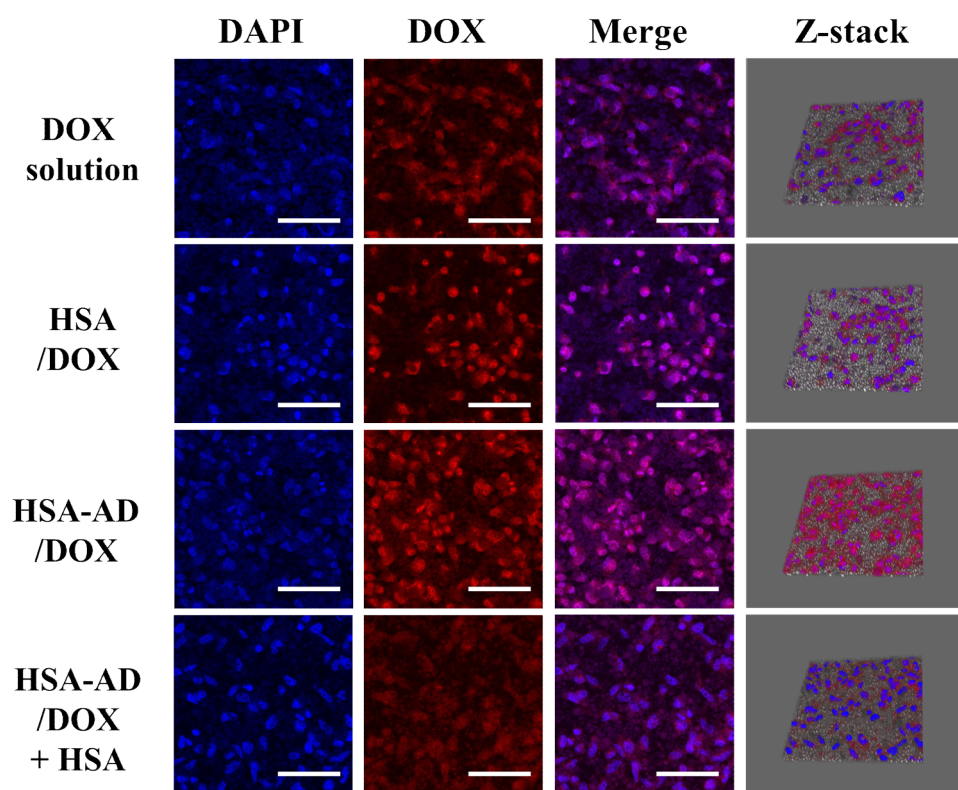 DAPI DOX Merge Z-stack
DOX
solution
HSA
/DOX
HSA-AD
/DOX
HSA-AD
/DOX
+ HSA